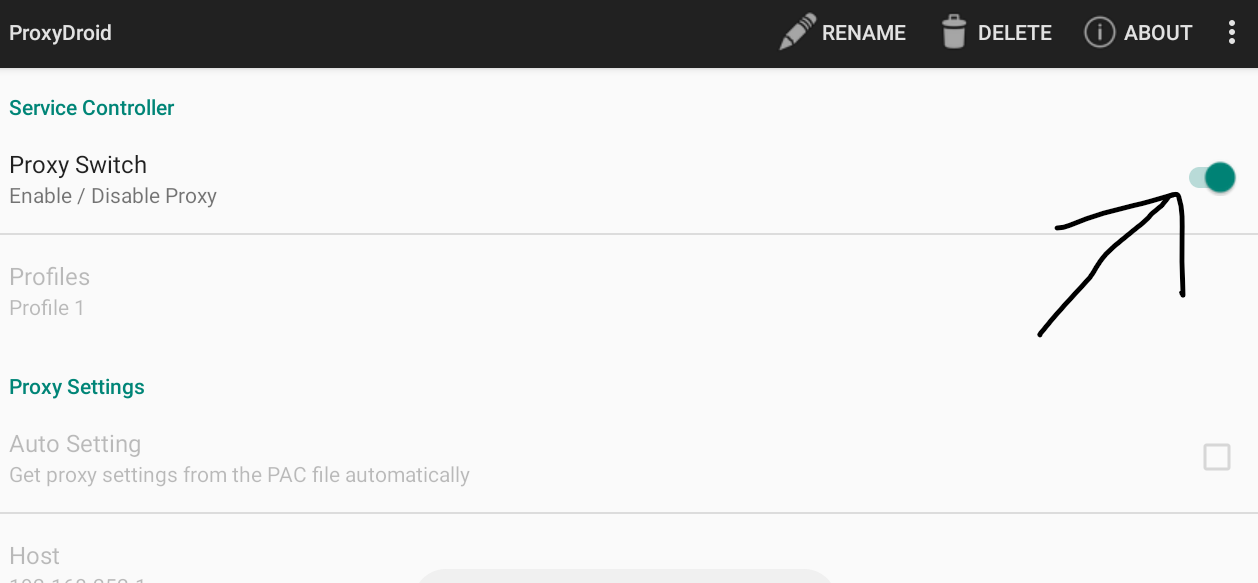 ProxyDroid
RENAME
DELETE
ABOUT
Service Controller
Proxy Switch
Enable / Disable Proxy
Profiles
Profile 1
Proxy Settings
Auto Setting
Get proxy settings from the PAC file automatically
Host